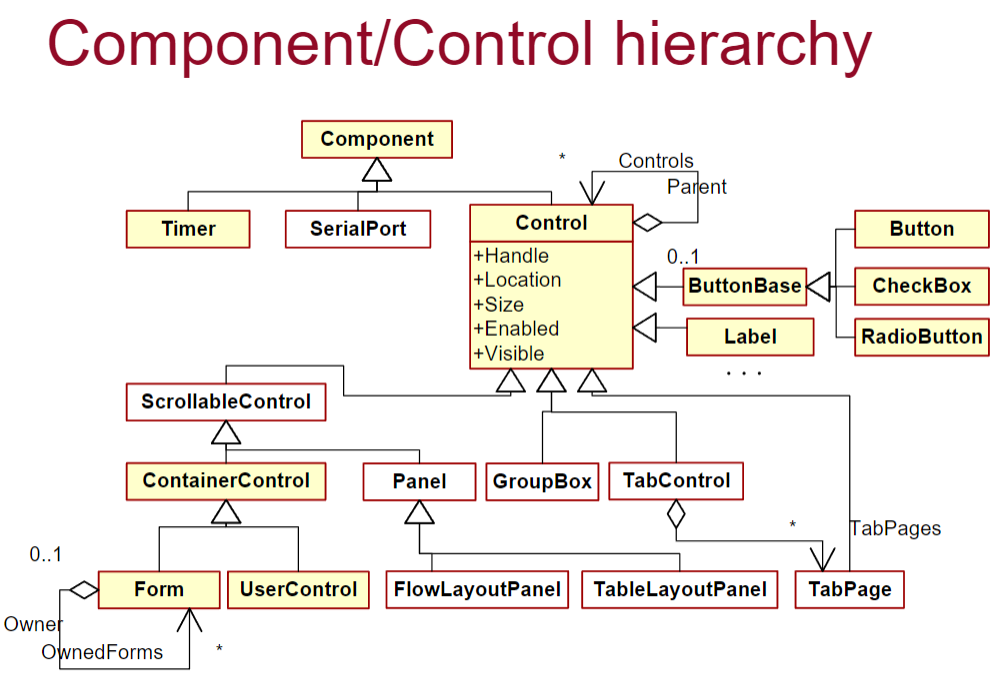 Component/Control hierarchy
Component
* Controls
Parent
Timer
SerialPort
Control
Button
+Handle
+Location
+Size
+Enabled
+Visible
0..1
ButtonBase
CheckBox
Label
RadioButton
. . .
ScrollableControl
ContainerControl
Panel
GroupBox
TabControl
* TabPages
0..1
Form
UserControl
FlowLayoutPanel
TableLayoutPanel
TabPage
Owner
OwnedForms *